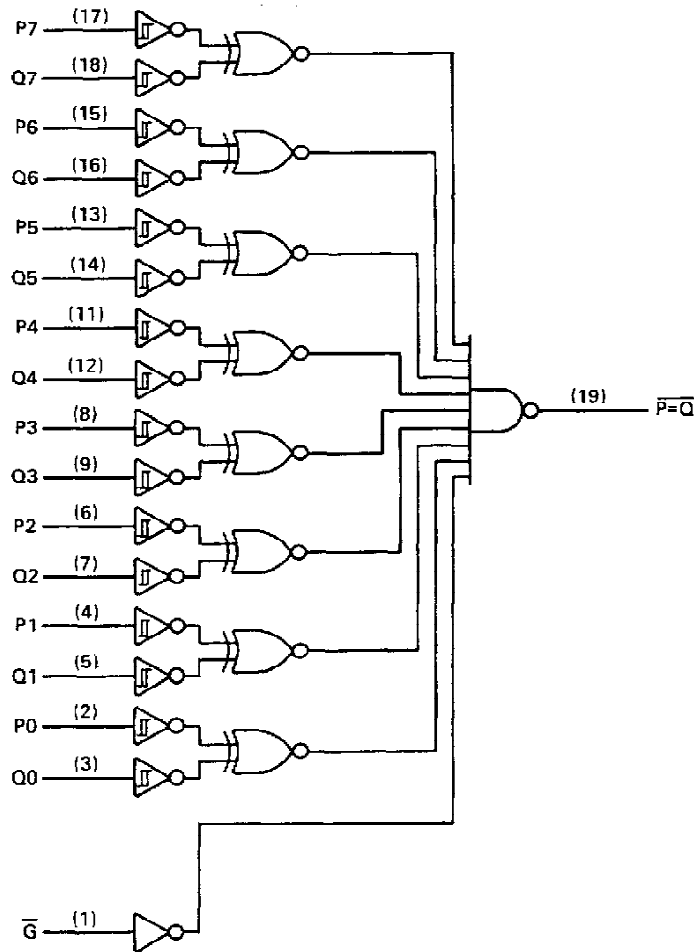 P7 (17)
Q7 (18)
P6 (15)
Q6 (16)
P5 (13)
Q5 (14)
P4 (11)
Q4 (12)
P3 (8)
(19) P=Q
Q3 (9)
P2 (6)
Q2 (7)
P1 (4)
Q1 (5)
P0 (2)
Q0 (3)
G (1)